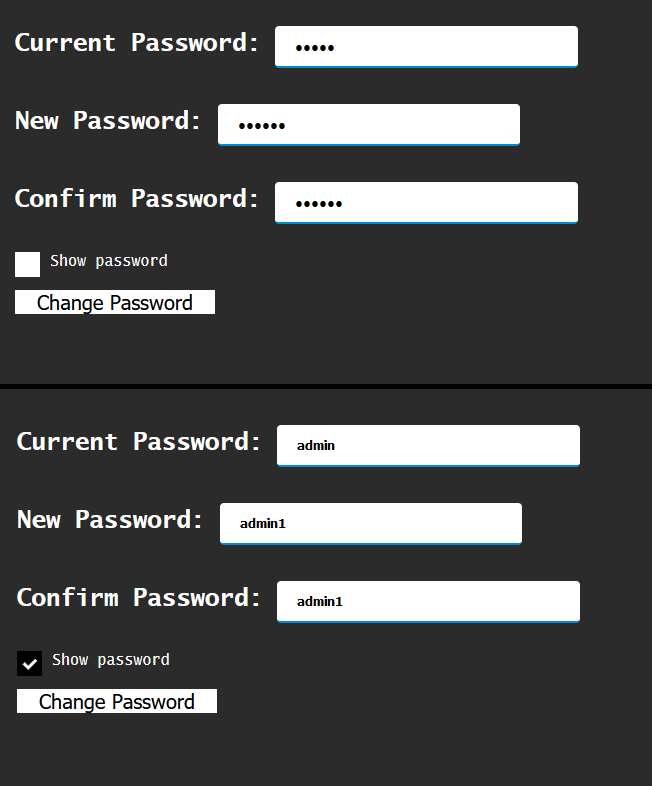 Current Password: •••••
New Password: ••••••
Confirm Password: ••••••
Show password
Change Password
Current Password: admin
New Password: admin1
Confirm Password: admin1
Show password
Change Password